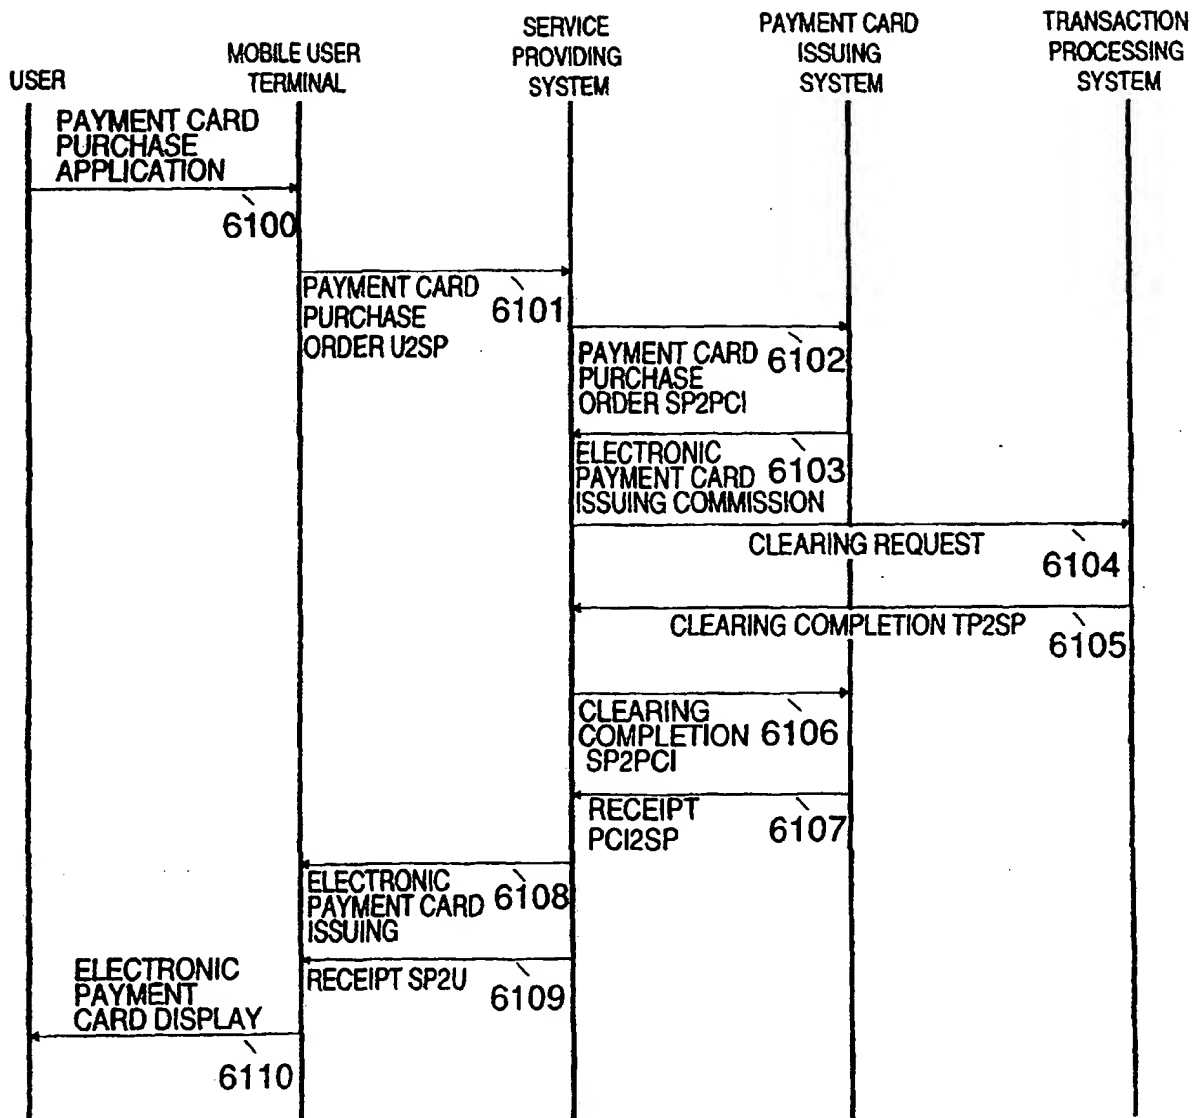 USER
MOBILE USER
TERMINAL
SERVICE
PROVIDING
SYSTEM
PAYMENT CARD
ISSUING
SYSTEM
TRANSACTION
PROCESSING
SYSTEM
PAYMENT CARD
PURCHASE
APPLICATION
6100
PAYMENT CARD
PURCHASE
ORDER U2SP
6101
PAYMENT CARD
PURCHASE
ORDER SP2PCI
6102
ELECTRONIC
PAYMENT CARD
ISSUING COMMISSION
6103
CLEARING REQUEST
6104
CLEARING COMPLETION TP2SP
6105
CLEARING
COMPLETION
SP2PCI
6106
RECEIPT
PCI2SP
6107
ELECTRONIC
PAYMENT CARD
ISSUING
6108
RECEIPT SP2U
6109
ELECTRONIC
PAYMENT
CARD DISPLAY
6110